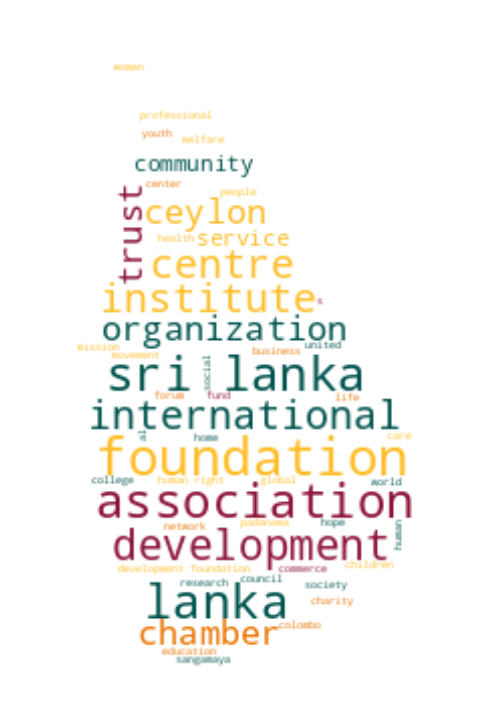 women
professional
youth
welfare
community
center
people
trust
ceylon
health service
centre
institute s
organization
mission
united
business
movement
sri lanka
social
forum fund life
international
al
home
care
foundation
college human right global world
association
network padanama hope
human
development
development foundation commerce children
research council society
lanka
charity
chamber colombo
education
sangamaya